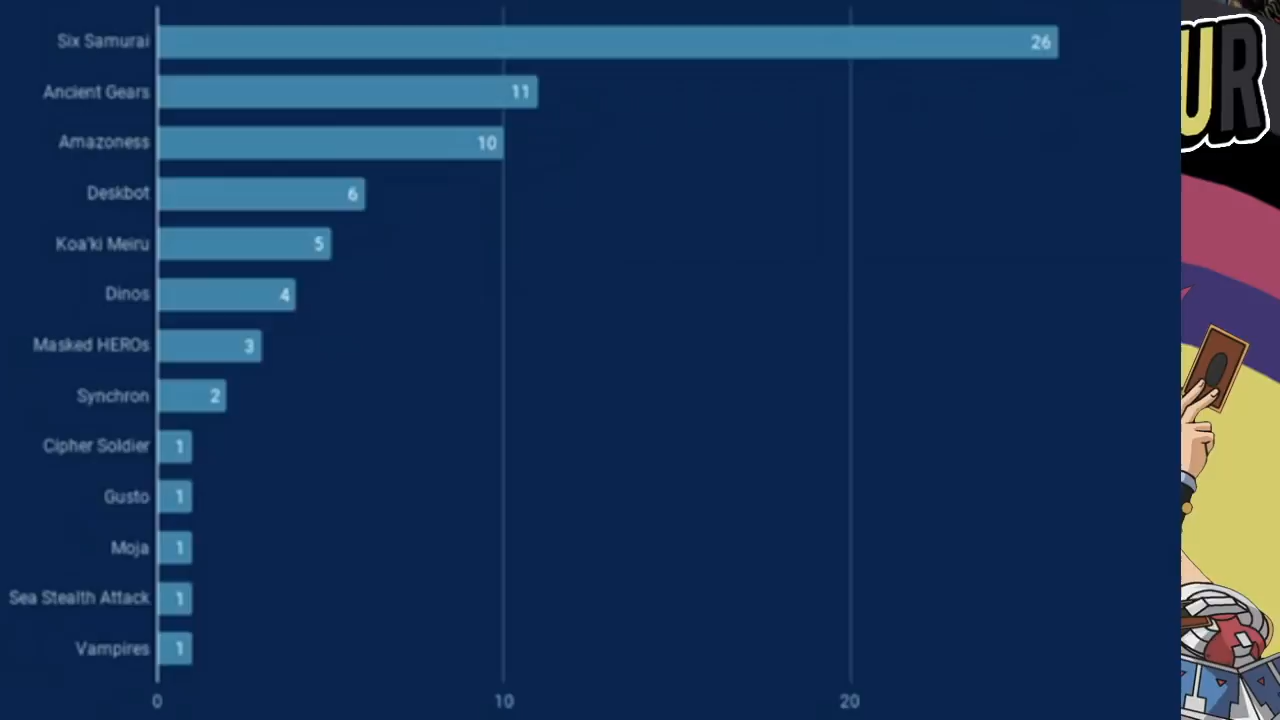 Six Samurai 26
UR
Ancient Gears 11
Amazoness 10
Deskbot 6
Koa'ki Meiru 5
Dinos 4
Masked HEROs 3
Synchron 2
Cipher Soldier 1
Gusto 1
Moja 1
Sea Stealth Attack 1
Vampires 1
0 10 20